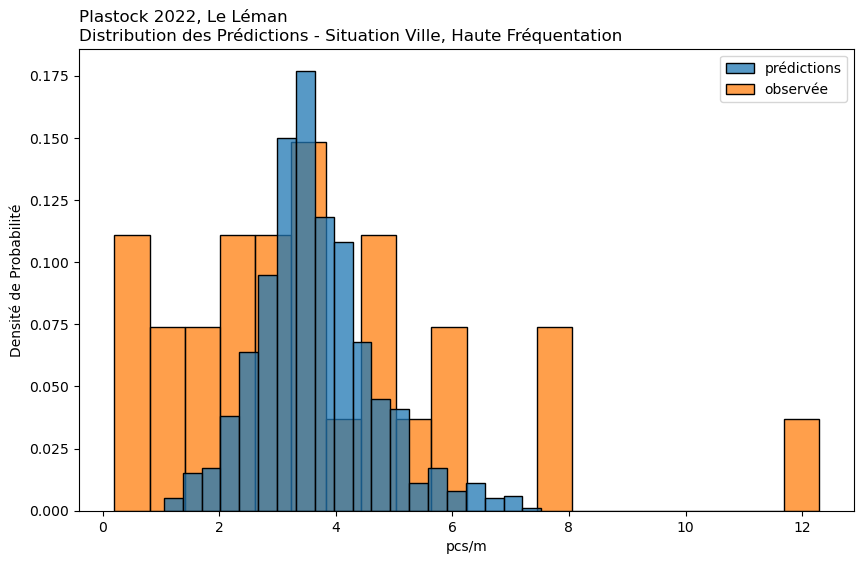 Plastock 2022, Le Léman
Distribution des Prédictions - Situation Ville, Haute Fréquentation
prédictions
observée
Densité de Probabilité
0.175
0.150
0.125
0.100
0.075
0.050
0.025
0.000
0 2 4 6 8 10 12
pcs/m